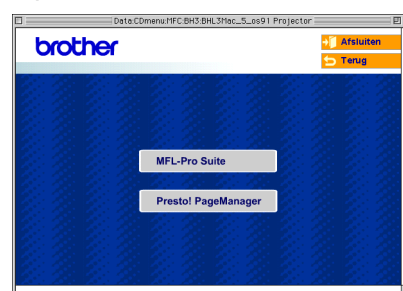 Data:CDmenu:MFC:BH3:BHL3Mac_5_os91 Projector
brother
Afsluiten
Terug
MFL-Pro Suite
Presto! PageManager